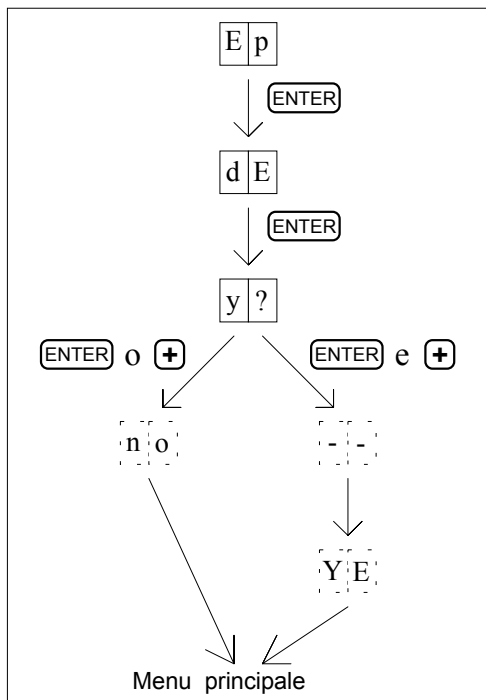 E p
ENTER
d E
ENTER
y ?
ENTER o + ENTER e +
n o - -
Y E
Menu principale